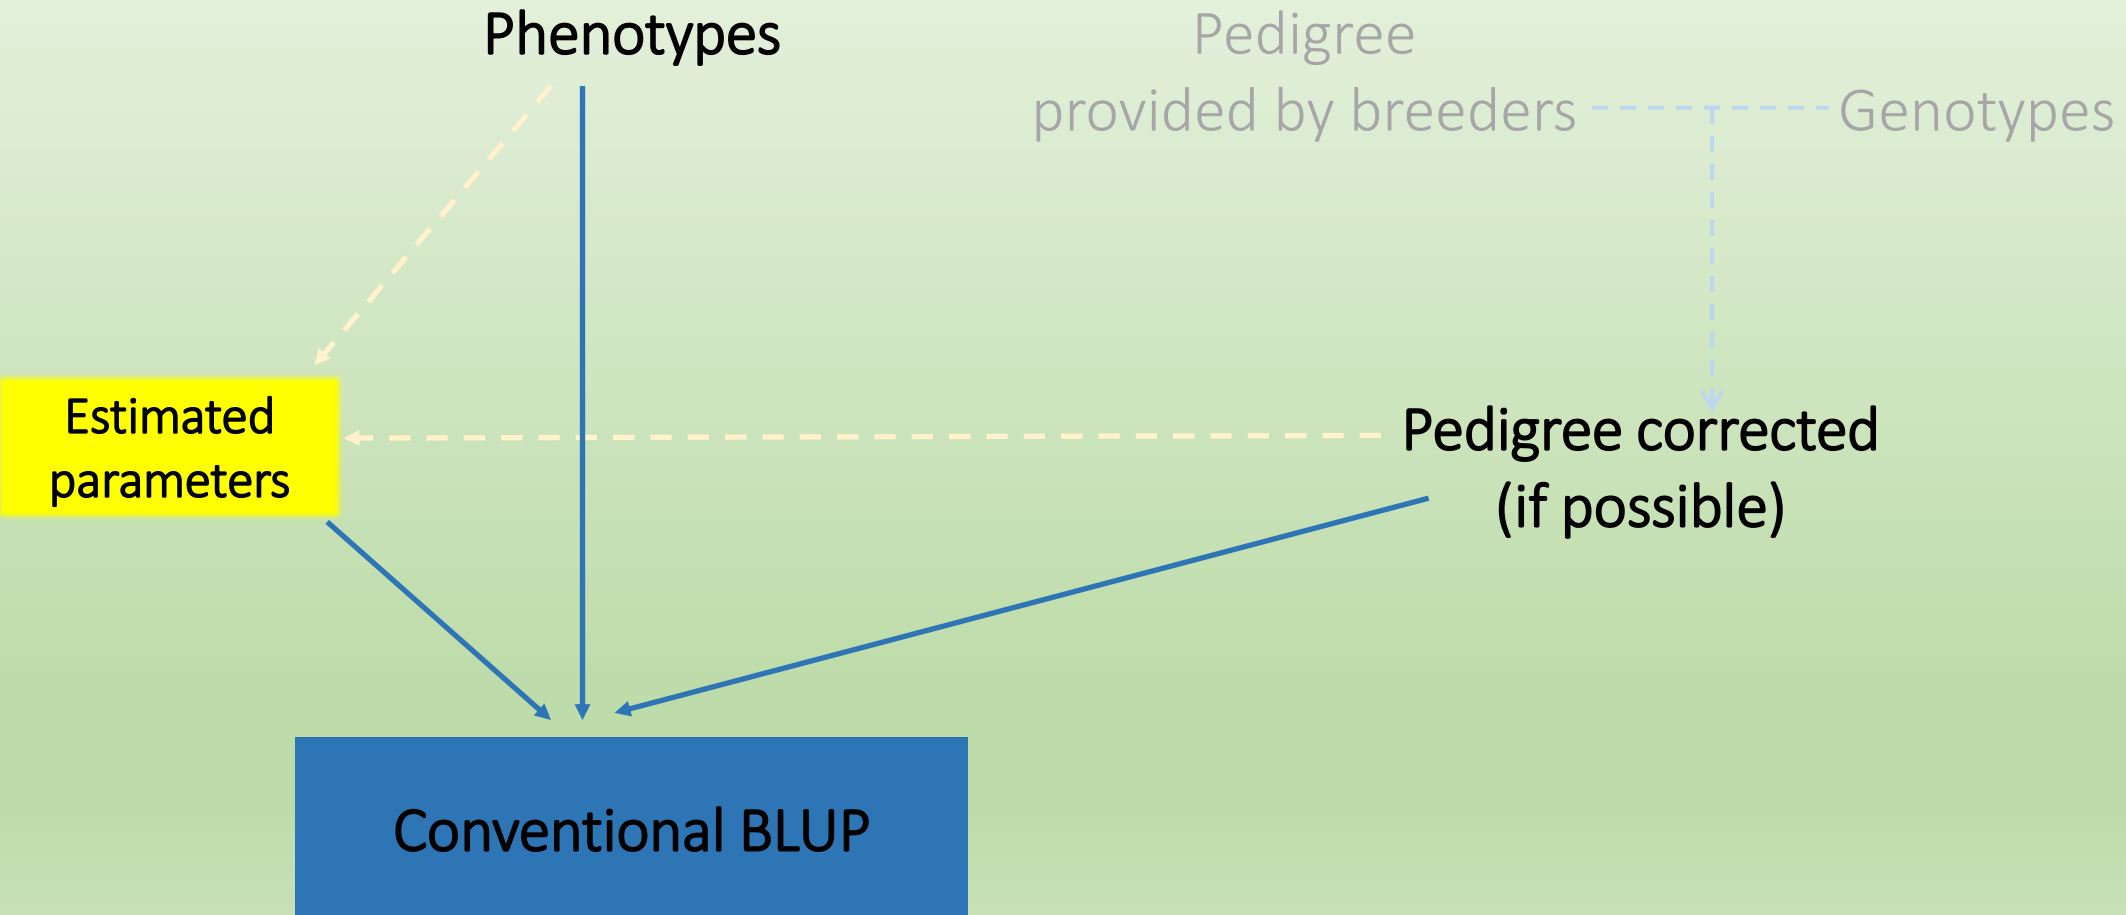 Phenotypes
Pedigree
provided by breeders
Genotypes
Estimated
parameters
Pedigree corrected
(if possible)
Conventional BLUP